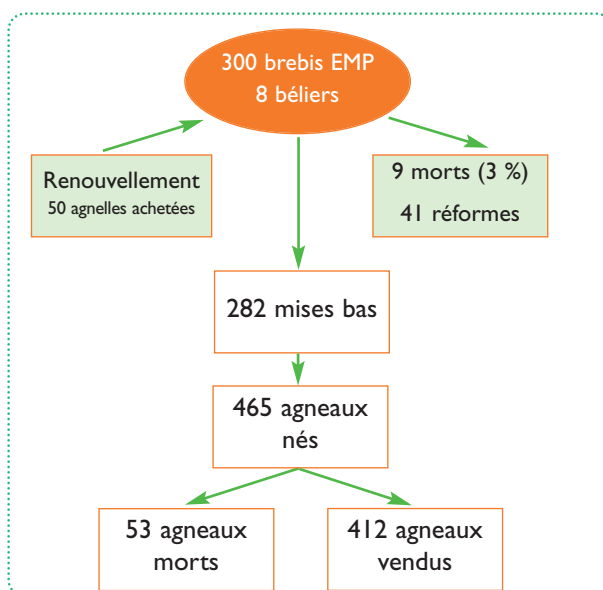 300 brebis EMP
8 béliers
Renouvellement
50 agnelles achetées
9 morts (3 %)
41 réformes
282 mises bas
465 agneaux
nés
53 agneaux
morts
412 agneaux
vendus